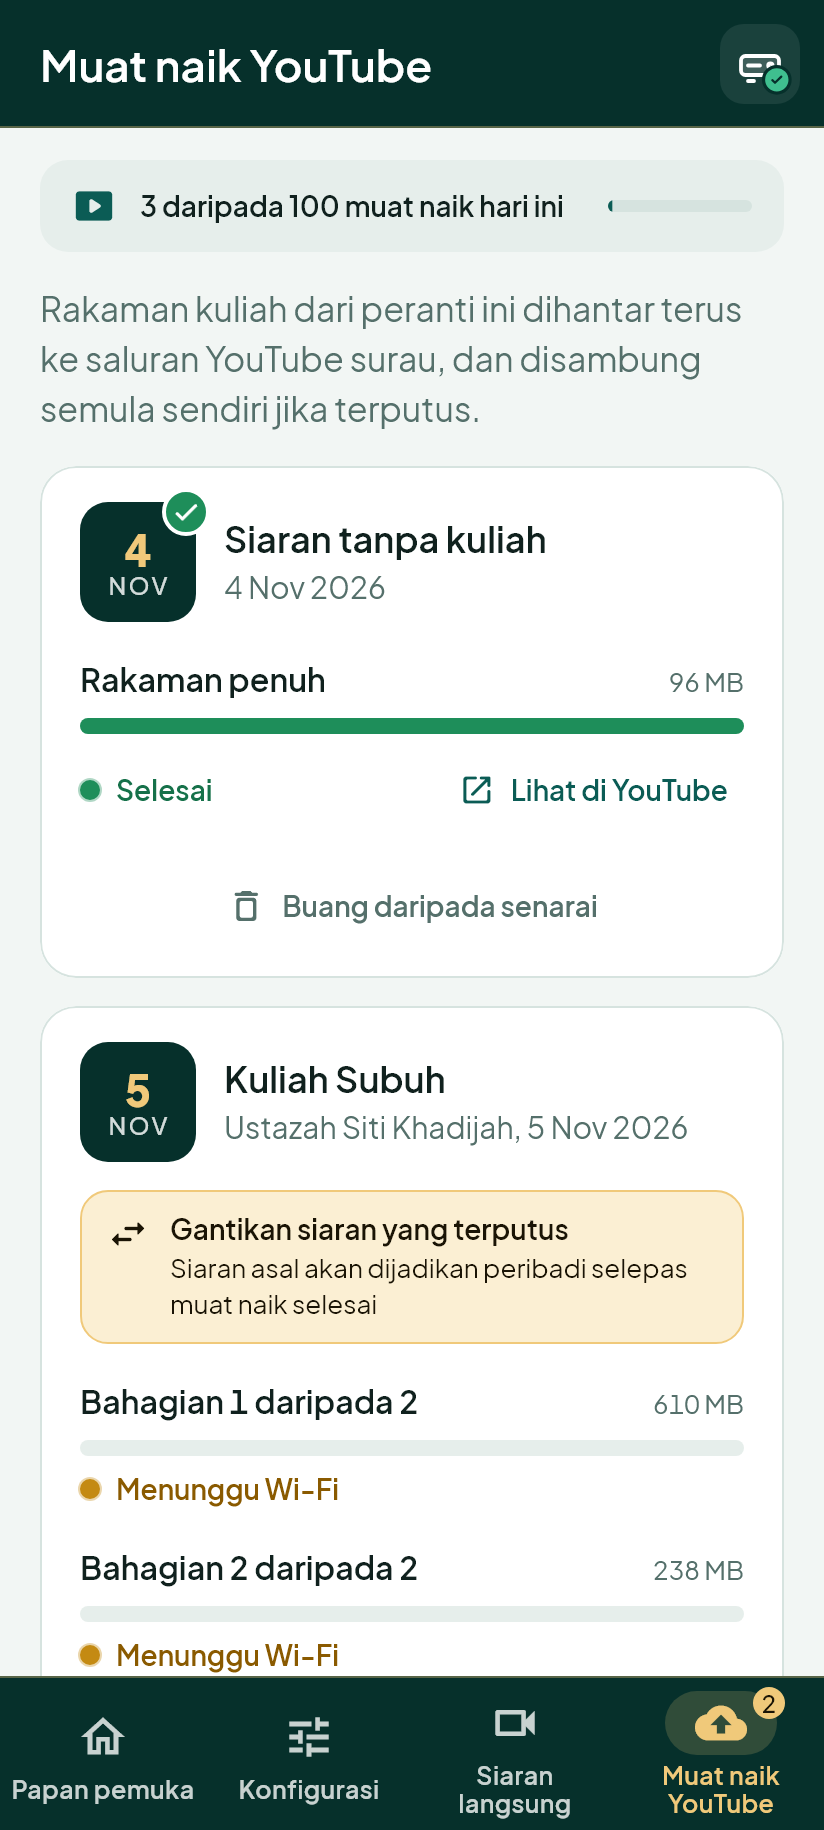 Muat naik YouTube
3 daripada 100 muat naik hari ini
Rakaman kuliah dari peranti ini dihantar terus
ke saluran YouTube surau, dan disambung
semula sendiri jika terputus.
4
NOV
Siaran tanpa kuliah
4 Nov 2026
Rakaman penuh
96 MB
Selesai
Lihat di YouTube
Buang daripada senarai
5
NOV
Kuliah Subuh
Ustazah Siti Khadijah, 5 Nov 2026
Gantikan siaran yang terputus
Siaran asal akan dijadikan peribadi selepas
muat naik selesai
Bahagian 1 daripada 2
610 MB
Menunggu Wi-Fi
Bahagian 2 daripada 2
238 MB
Menunggu Wi-Fi
Papan pemuka
Konfigurasi
Siaran
langsung
2
Muat naik
YouTube